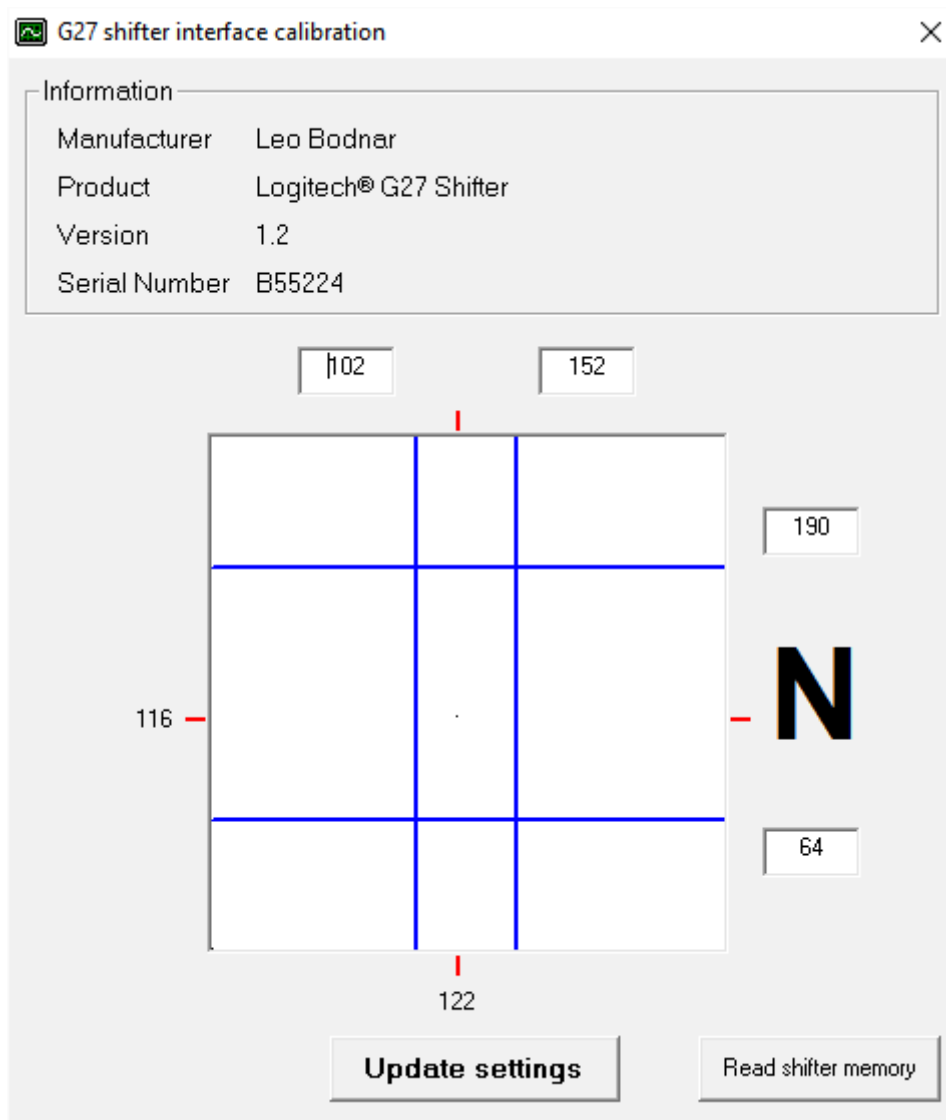 G27 shifter interface calibration
Information
Manufacturer Leo Bodnar
Product Logitech® G27 Shifter
Version 1.2
Serial Number B55224
102 152
190
116 N
64
122
Update settings Read shifter memory